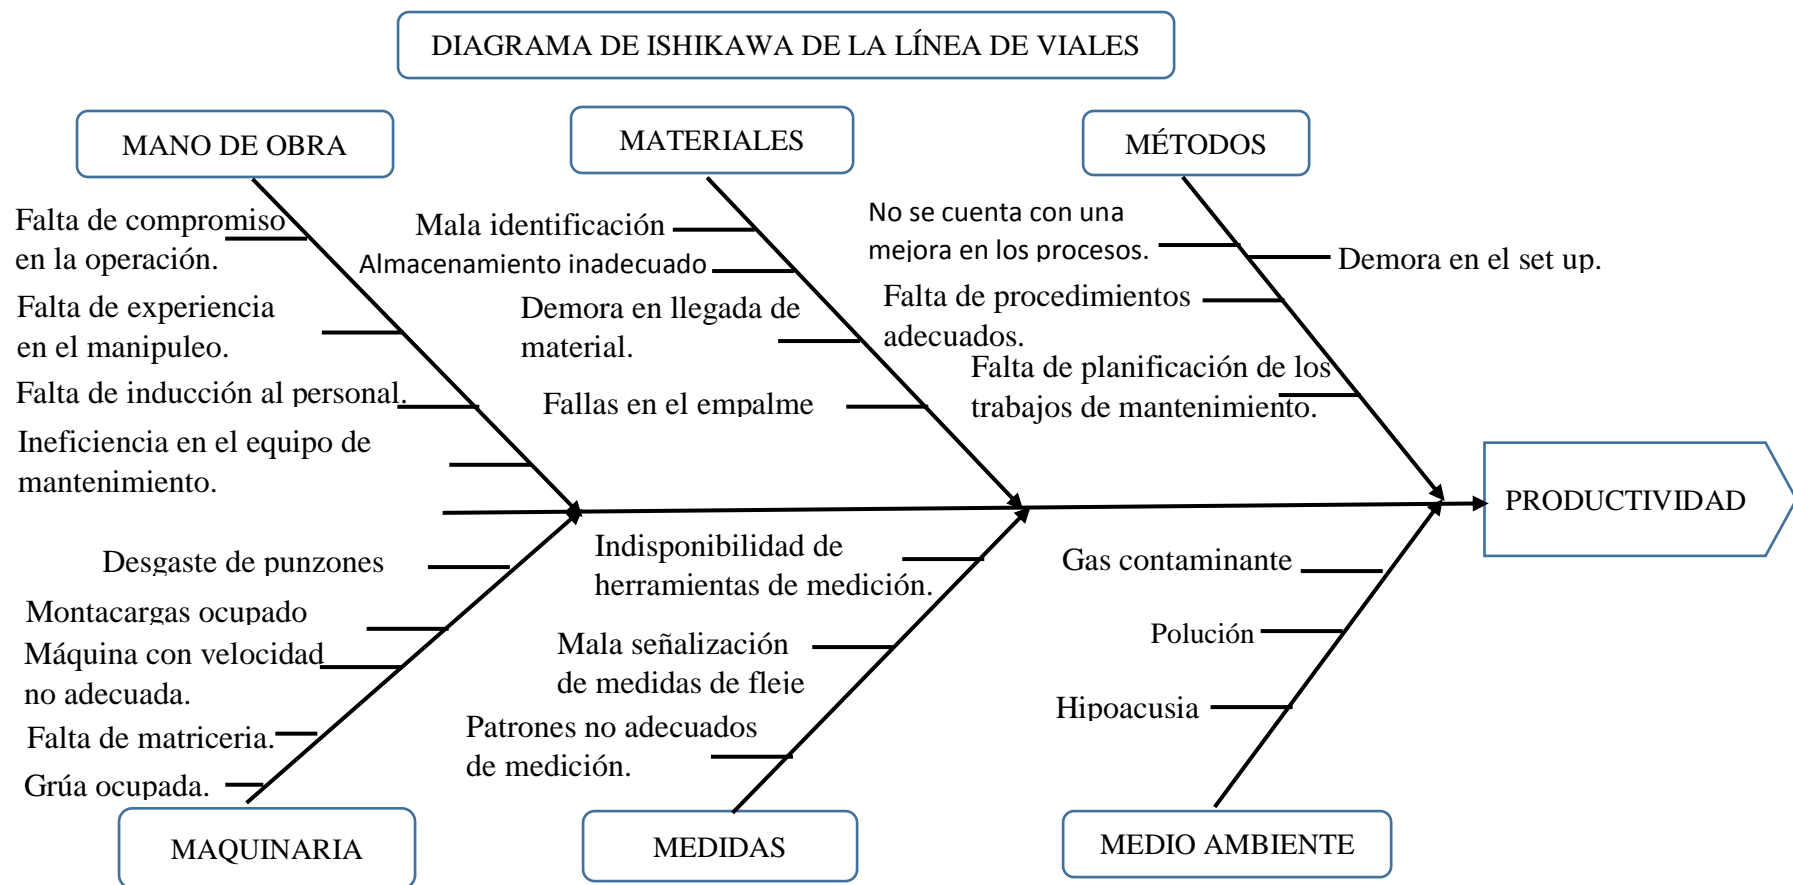 DIAGRAMA DE ISHIKAWA DE LA LÍNEA DE VIALES
MANO DE OBRA
Falta de compromiso
en la operación.
Falta de experiencia
en el manipuleo.
Falta de inducción al personal.
Ineficiencia en el equipo de
mantenimiento.
MATERIALES
Mala identificación
Almacenamiento inadecuado
Demora en llegada de
material.
Fallas en el empalme
MÉTODOS
No se cuenta con una
mejora en los procesos.
Demora en el set up.
Falta de procedimientos
adecuados.
Falta de planificación de los
trabajos de mantenimiento.
PRODUCTIVIDAD
Desgaste de punzones
Montacargas ocupado
Máquina con velocidad
no adecuada.
Falta de matriceria.
Grúa ocupada.
MAQUINARIA
Indisponibilidad de
herramientas de medición.
Mala señalización
de medidas de fleje
Patrones no adecuados
de medición.
MEDIDAS
Gas contaminante
Polución
Hipoacusia
MEDIO AMBIENTE